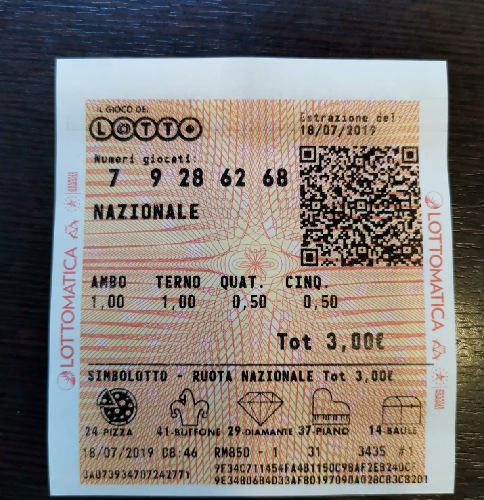 IL GIOCO DEL
LOTTO
Estrazione del
18/07/2019
Numeri giocati:
7 9 28 62 68
NAZIONALE
AMBO TERNO QUAT. CINQ.
1,00 1,00 0,50 0,50
Tot 3,00€
SIMBOLOTTO - RUOTA NAZIONALE Tot 3,00€
24-PIZZA 41-BUFFONE 29-DIAMANTE 37-PIANO 14-BAULE
18/07/2019 08:46 RM850 - 1 31 3435 #1
LOTTOMATICA
LOTTOMATICA